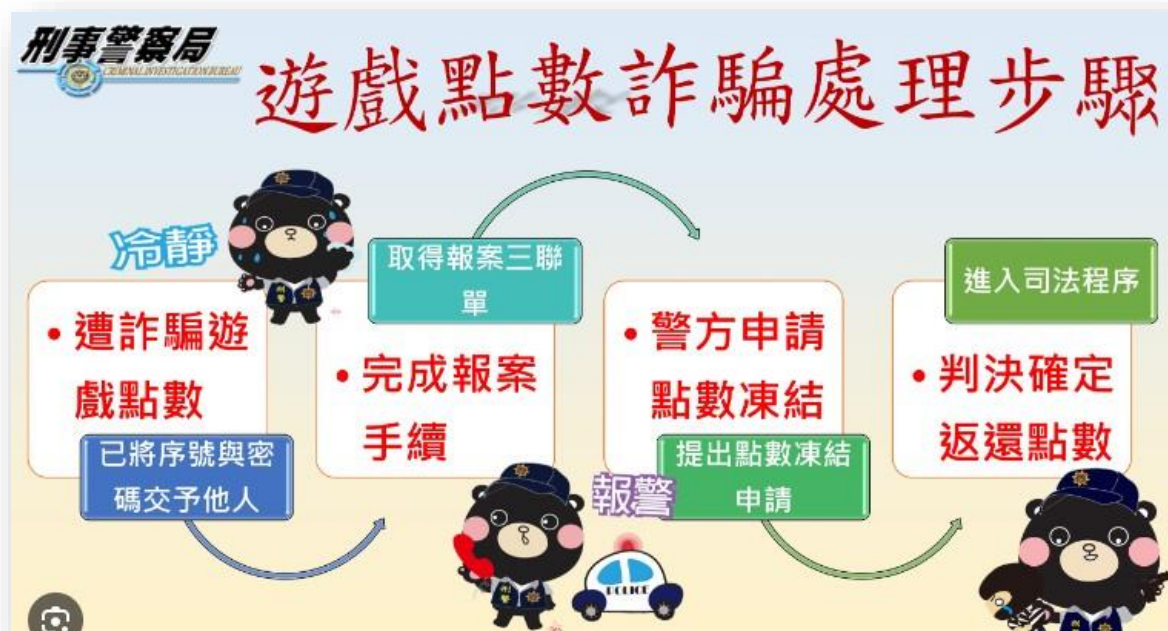 刑事警察局
CRIMINAL INVESTIGATION BUREAU
遊戲點數詐騙處理步驟
冷靜
• 遭詐騙遊
戲點數
已將序號與密
碼交予他人
取得報案三聯
單
• 完成報案
手續
報警
POLICE
• 警方申請
點數凍結
提出點數凍結
申請
進入司法程序
• 判決確定
返還點數